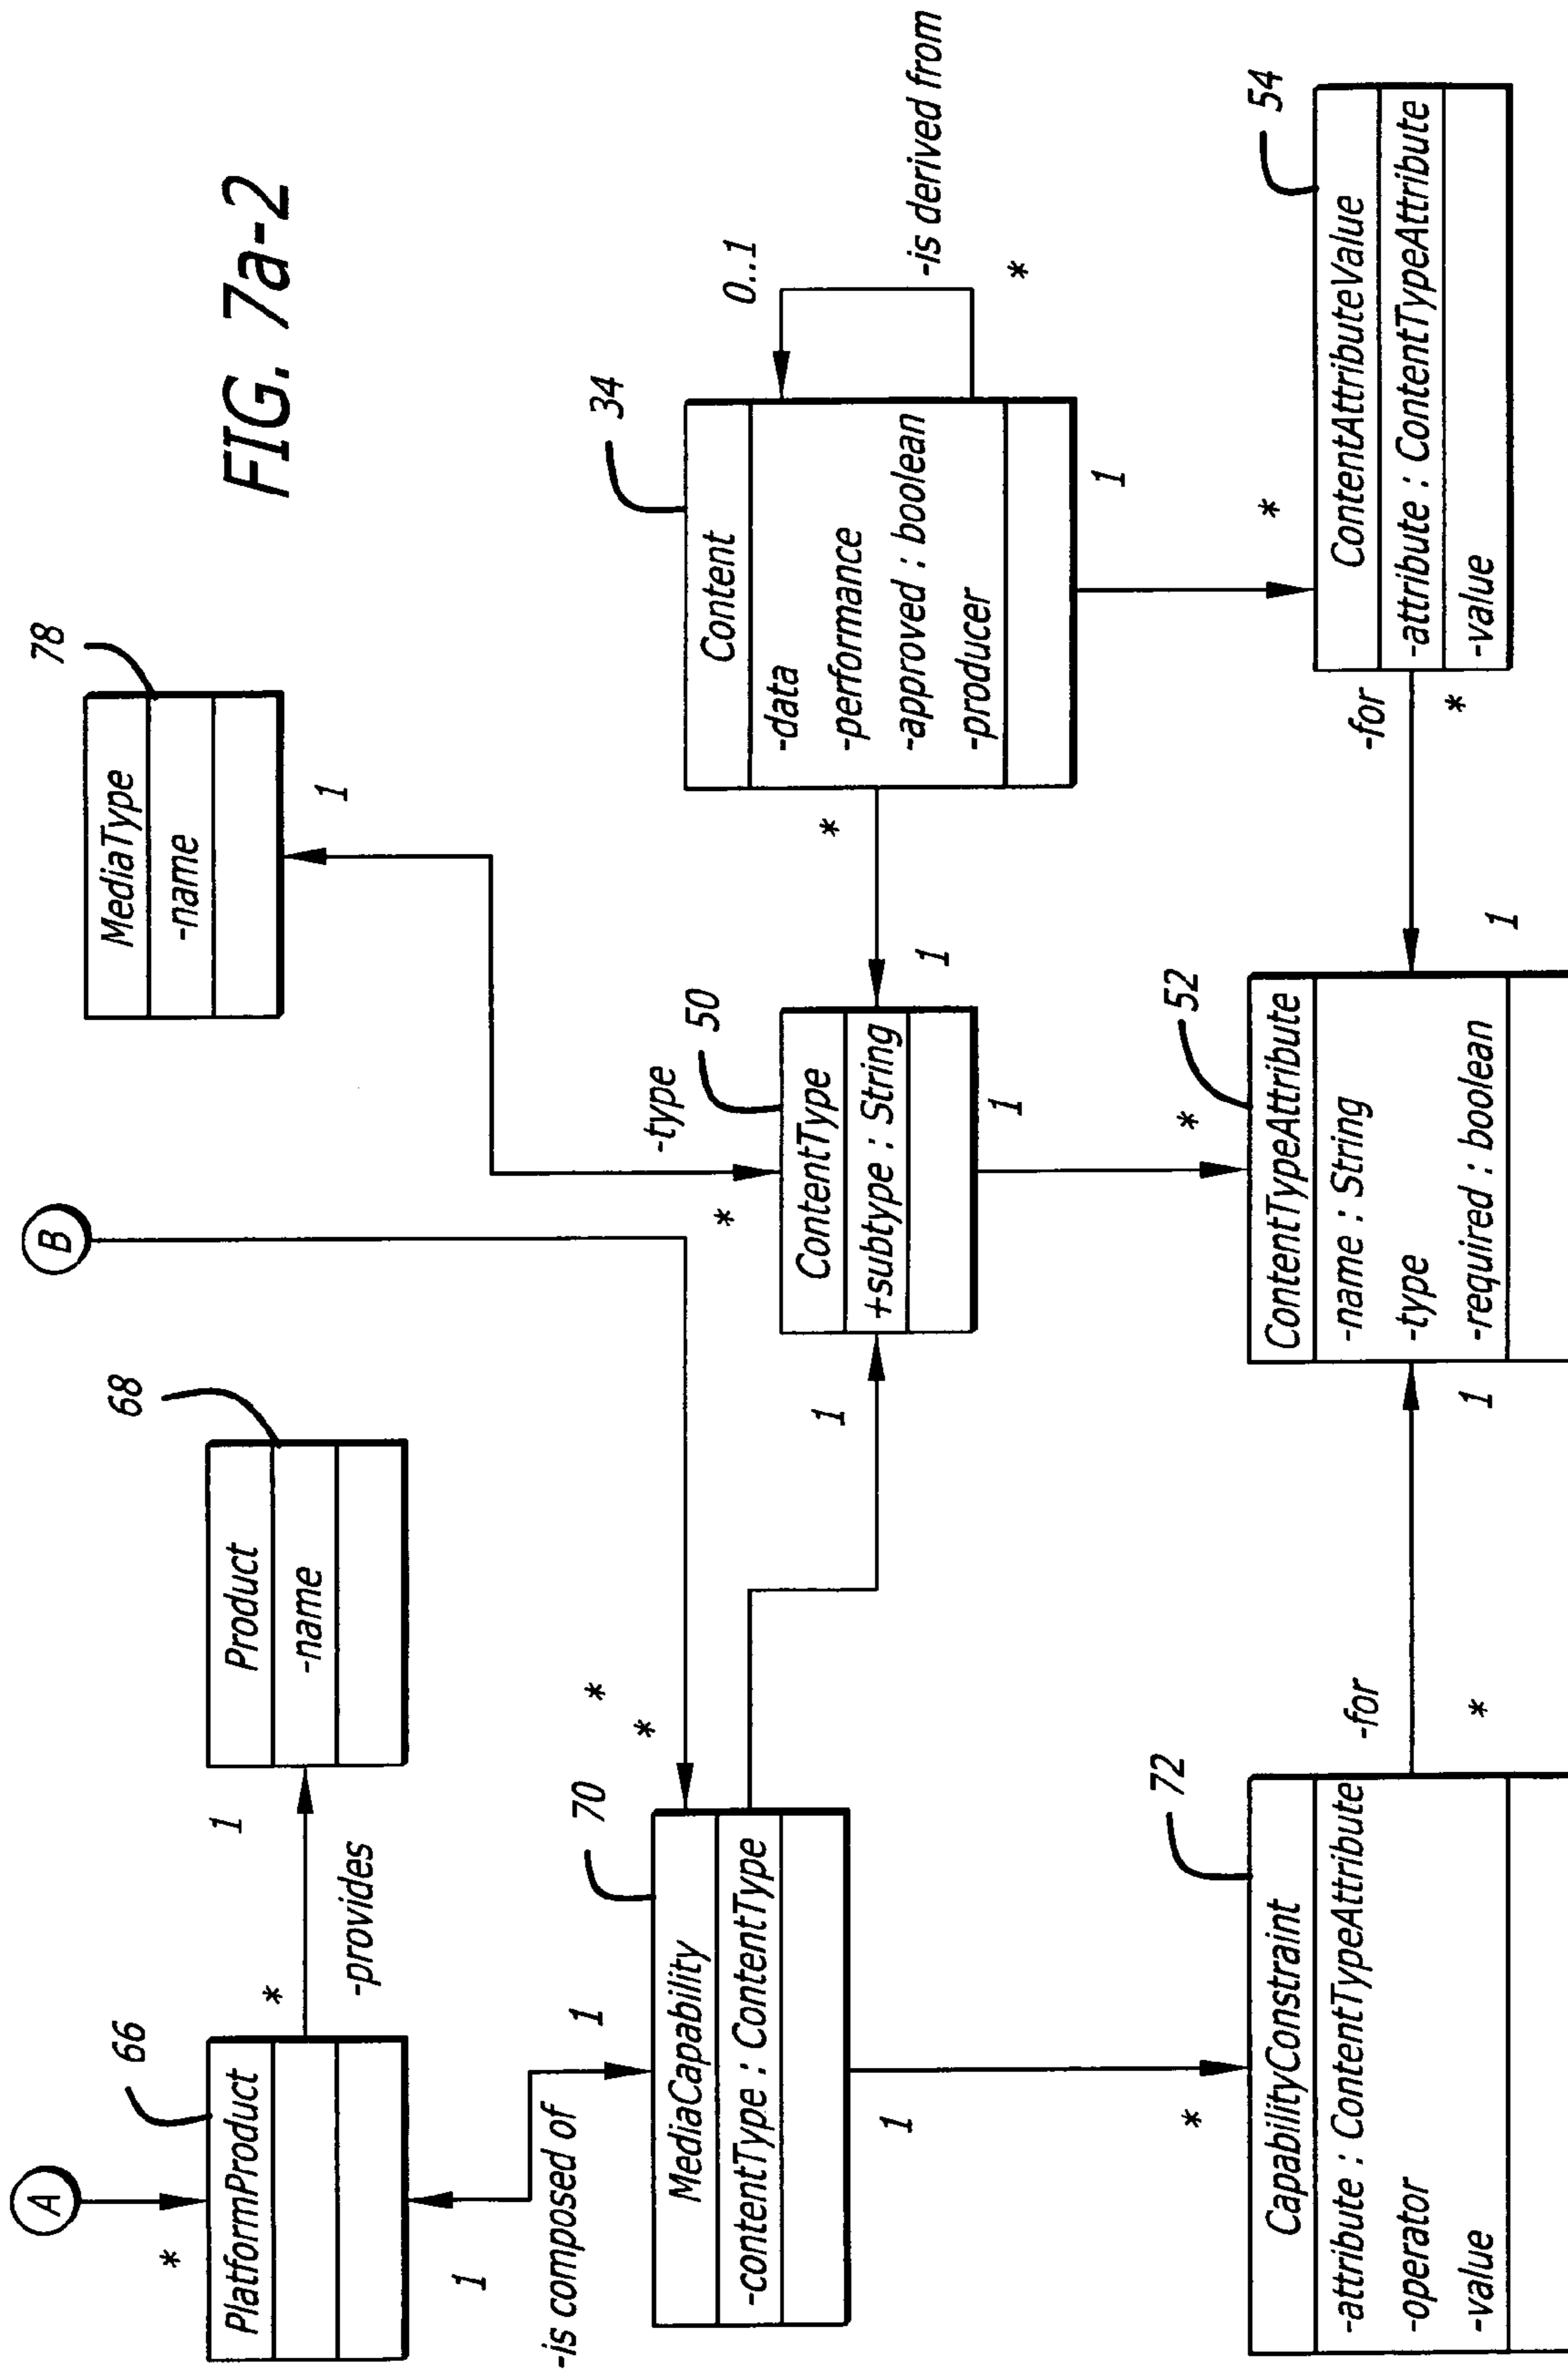 FIG. 7a-2
A
*
66
PlatformProduct
*
1
-provides
68
Product
-name
B
78
MediaType
-name
1
1
-is composed of
1
70
MediaCapability
-contentType : ContentType
*
*
1
-type
*
50
ContentType
+subtype : String
1
*
1
34
Content
-data
-performance
-approved : boolean
-producer
0..1
-is derived from
*
1
*
1
*
72
CapabilityConstraint
-attribute : ContentTypeAttribute
-operator
-value
-for
*
1
*
52
ContentTypeAttribute
-name : String
-type
-required : boolean
1
-for
*
54
ContentAttributeValue
-attribute : ContentTypeAttribute
-value